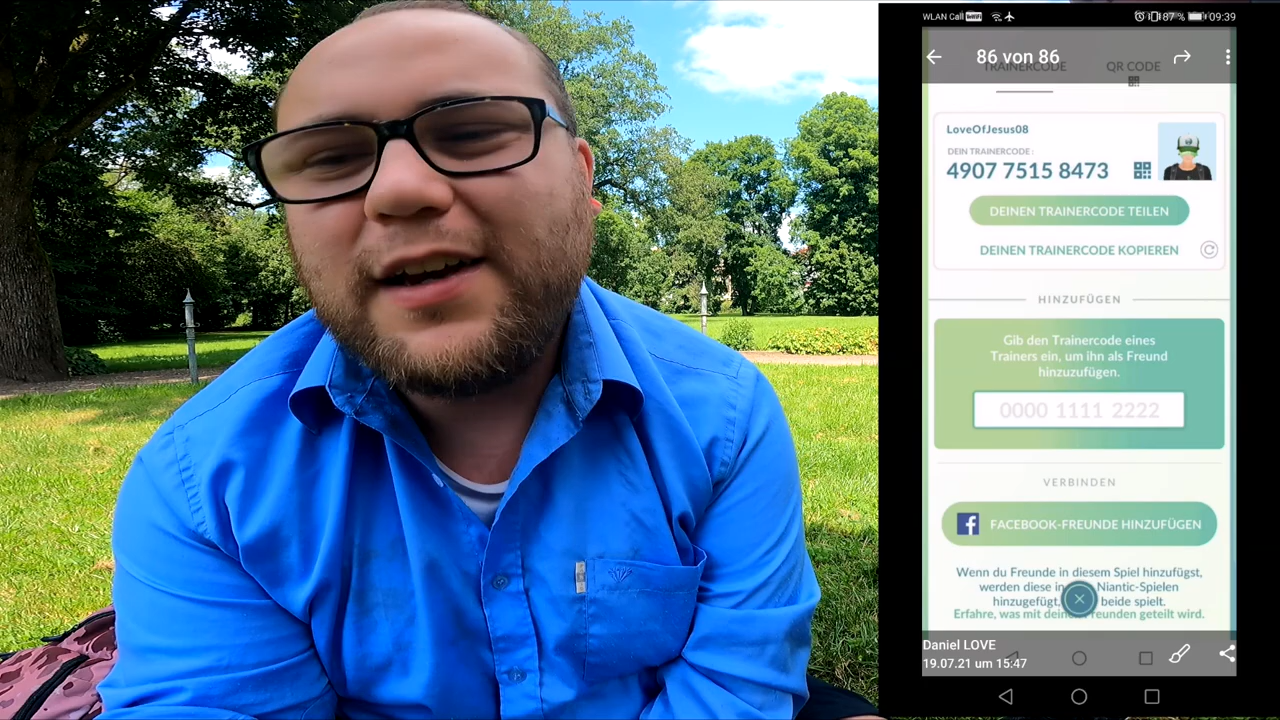 WLAN Call
87 %
09:39
86 von 86
TRAINERCODE
QR CODE
LoveOfJesus08
DEIN TRAINERCODE :
4907 7515 8473
DEINEN TRAINERCODE TEILEN
DEINEN TRAINERCODE KOPIEREN
HINZUFÜGEN
Gib den Trainercode eines
Trainers ein, um ihn als Freund
hinzuzufügen.
0000 1111 2222
VERBINDEN
FACEBOOK-FREUNDE HINZUFÜGEN
Wenn du Freunde in diesem Spiel hinzufügst,
werden diese in Niantic-Spielen
hinzugefügt, beide spielt.
Erfahre, was mit deinen Freunden geteilt wird.
Daniel LOVE
19.07.21 um 15:47